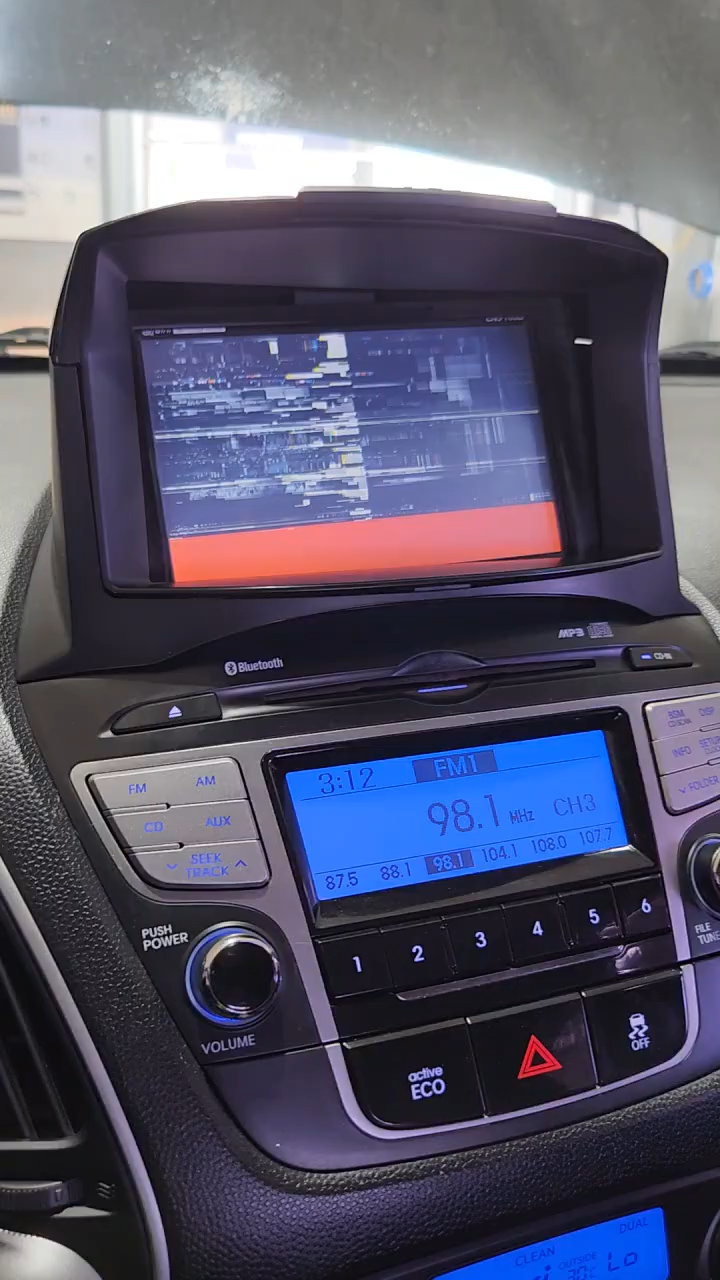 MP3
Bluetooth
CD-IN
FM
AM
CD
AUX
SEEK
TRACK
3:12
FM1
98.1 MHz CH3
87.5 88.1 98.1 104.1 108.0 107.7
INFO
FOLDER
PUSH
POWER
VOLUME
1 2 3 4 5 6
FILE
TUNE
active
ECO
OFF
CLEAN
OUTSIDE
DUAL
Lo